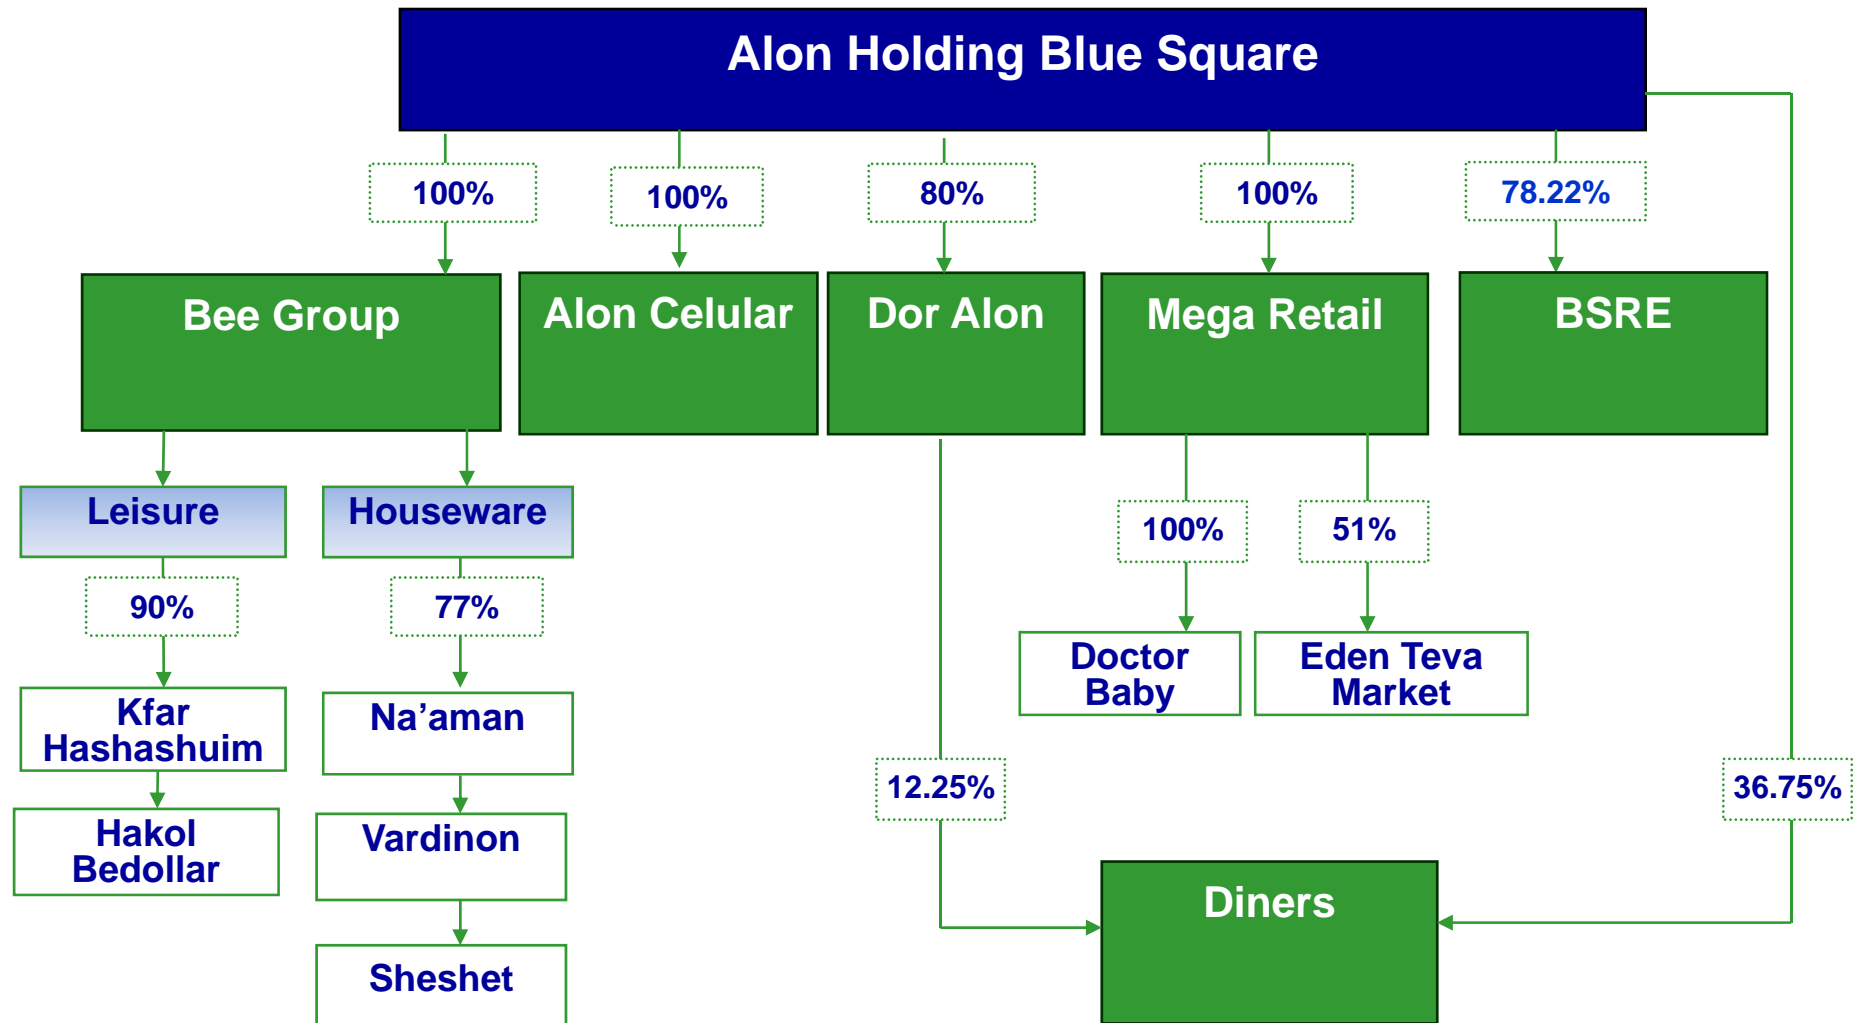 Alon Holding Blue Square
100%
100%
80%
100%
78.22%
Bee Group
Alon Celular
Dor Alon
Mega Retail
BSRE
Leisure
Houseware
100%
51%
90%
77%
Doctor
Baby
Eden Teva
Market
Kfar
Hashashuim
Na’aman
12.25%
36.75%
Hakol
Bedollar
Vardinon
Diners
Sheshet